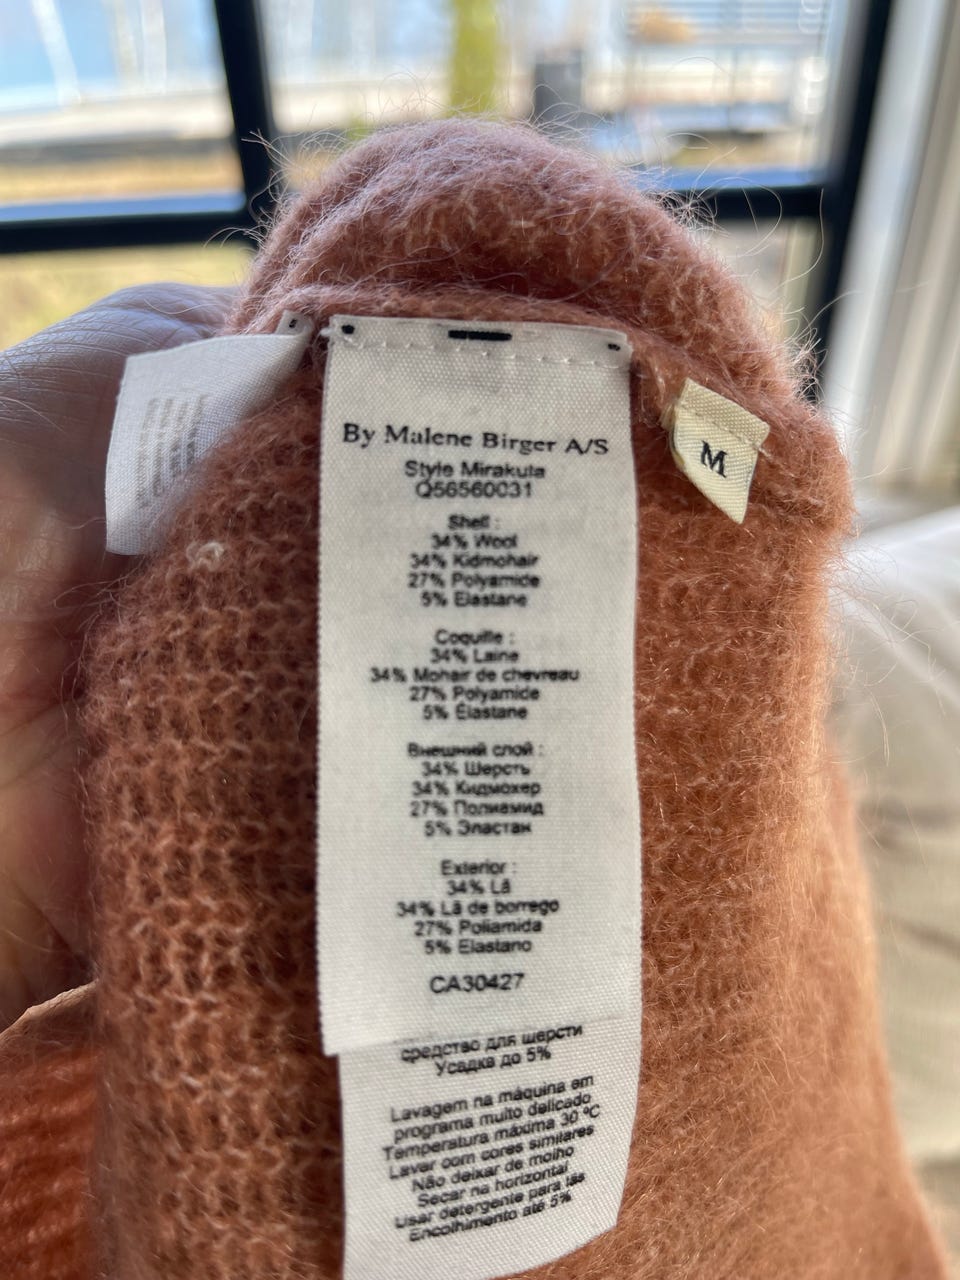 By Malene Birger A/S
Style Mirakuta
Q56560031
Shell :
34% Wool
34% Kidmohair
27% Polyamide
5% Elastane
Coquille :
34% Laine
34% Mohair de chevreau
27% Polyamide
5% Élastane
Внешний слой :
34% Шерсть
34% Кидмохер
27% Полиамид
5% Эластан
Exterior :
34% Lã
34% Lã de borrego
27% Poliamida
5% Elastano
CA30427
средство для шерсти
Усадка до 5%
Lavagem na máquina em
programa muito delicado
Temperatura máxima 30 ºC
Lavar com cores similares
Não deixar de molho
Secar na horizontal
Usar detergente para lãs
Encolhimento até 5%
M